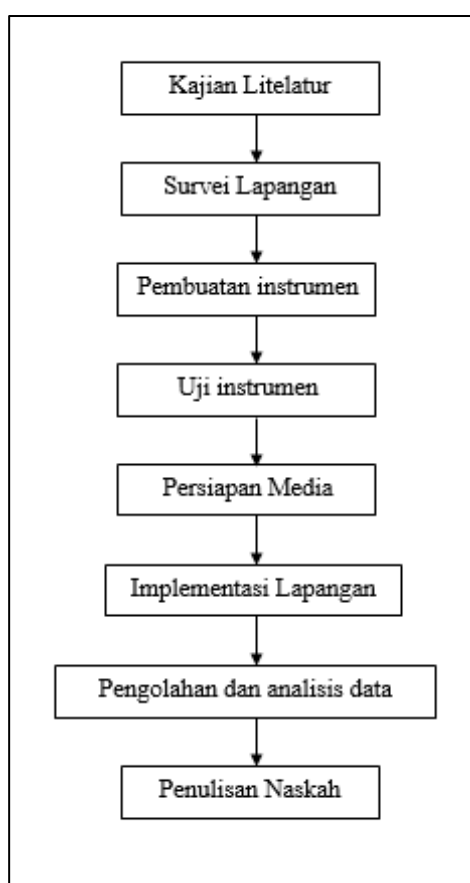 Kajian Litelatur
Survei Lapangan
Pembuatan instrumen
Uji instrumen
Persiapan Media
Implementasi Lapangan
Pengolahan dan analisis data
Penulisan Naskah